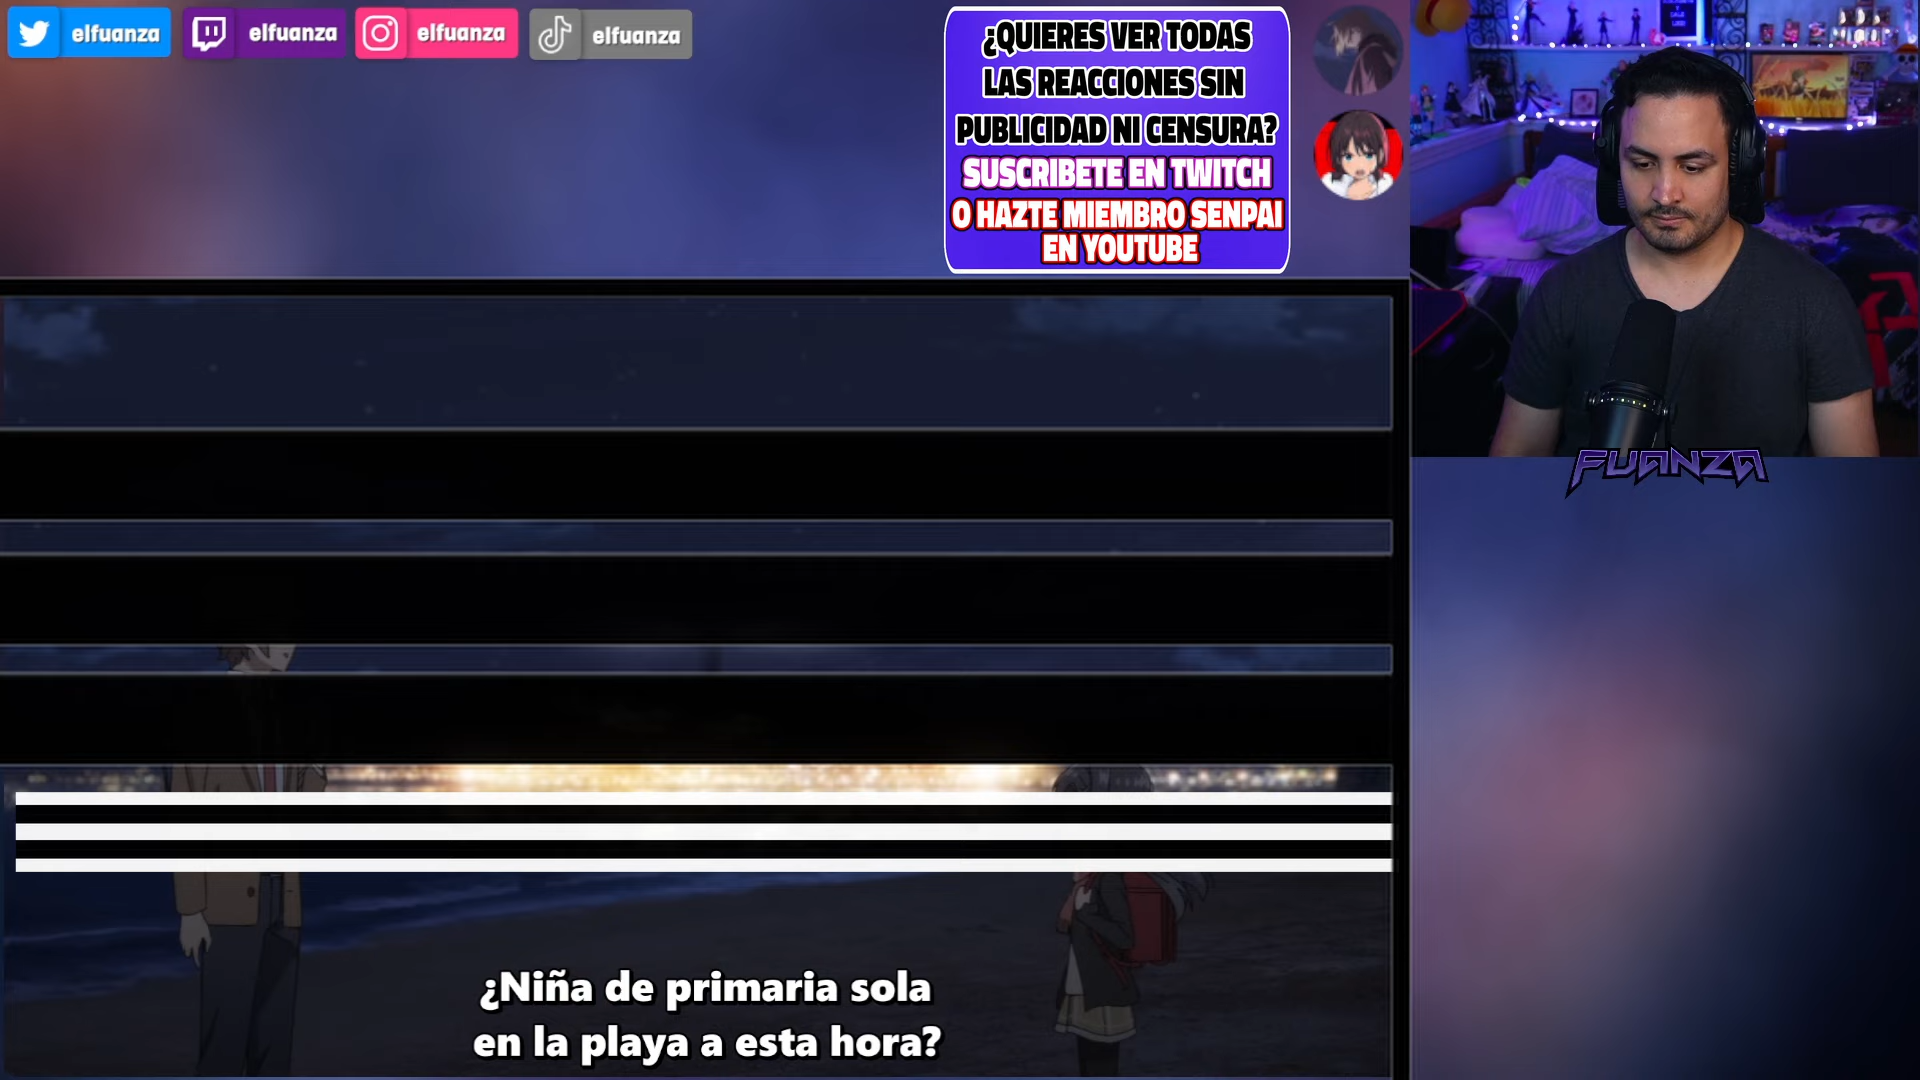 elfuanza
elfuanza
elfuanza
elfuanza
¿QUIERES VER TODAS
LAS REACCIONES SIN
PUBLICIDAD NI CENSURA?
SUSCRIBETE EN TWITCH
O HAZTE MIEMBRO SENPAI
EN YOUTUBE
FUANZA
¿Niña de primaria sola
en la playa a esta hora?